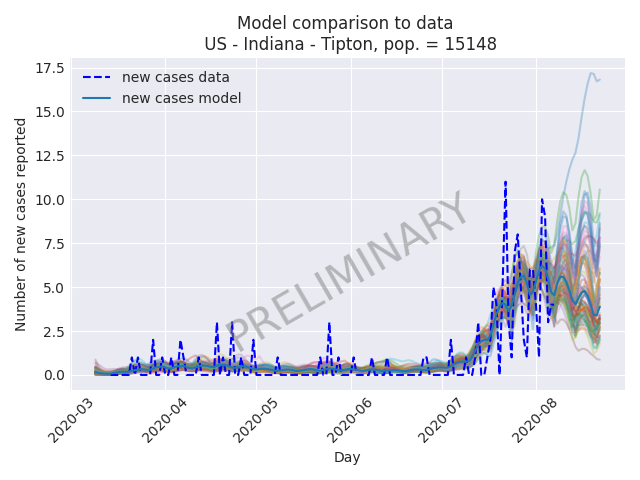 Model comparison to data
US - Indiana - Tipton, pop. = 15148
new cases data
new cases model
17.5
15.0
12.5
10.0
7.5
5.0
2.5
0.0
Number of new cases reported
PRELIMINARY
2020-03
2020-04
2020-05
2020-06
2020-07
2020-08
Day